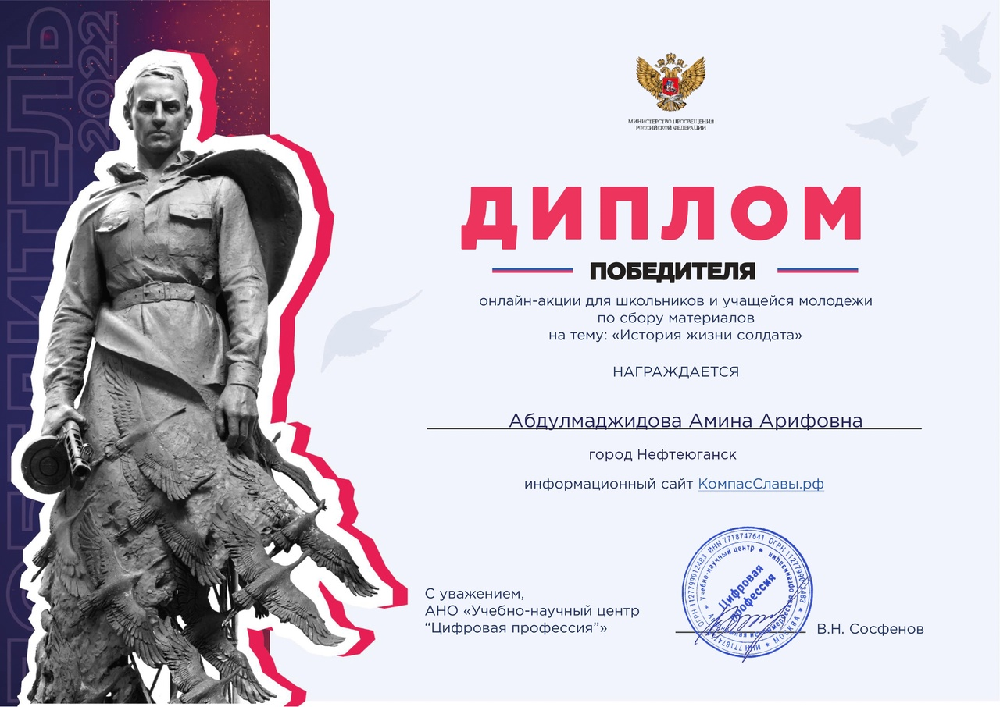 ПОБЕДИТЕЛЬ
2022
МИНИСТЕРСТВО ПРОСВЕЩЕНИЯ
РОССИЙСКОЙ ФЕДЕРАЦИИ
ДИПЛОМ
ПОБЕДИТЕЛЯ
онлайн-акции для школьников и учащейся молодежи
по сбору материалов
на тему: «История жизни солдата»
НАГРАЖДАЕТСЯ
Абдулмаджидова Амина Арифовна
город Нефтеюганск
информационный сайт КомпасСлавы.рф
С уважением,
АНО «Учебно-научный центр
“Цифровая профессия”»
В.Н. Сосфенов
ОГРН 1127799012483 ИНН 7718747641 ОГРН 1127799012483 * МОСКВА * ИНН 7718747641
* Учебно-научный центр *
Цифровая
профессия